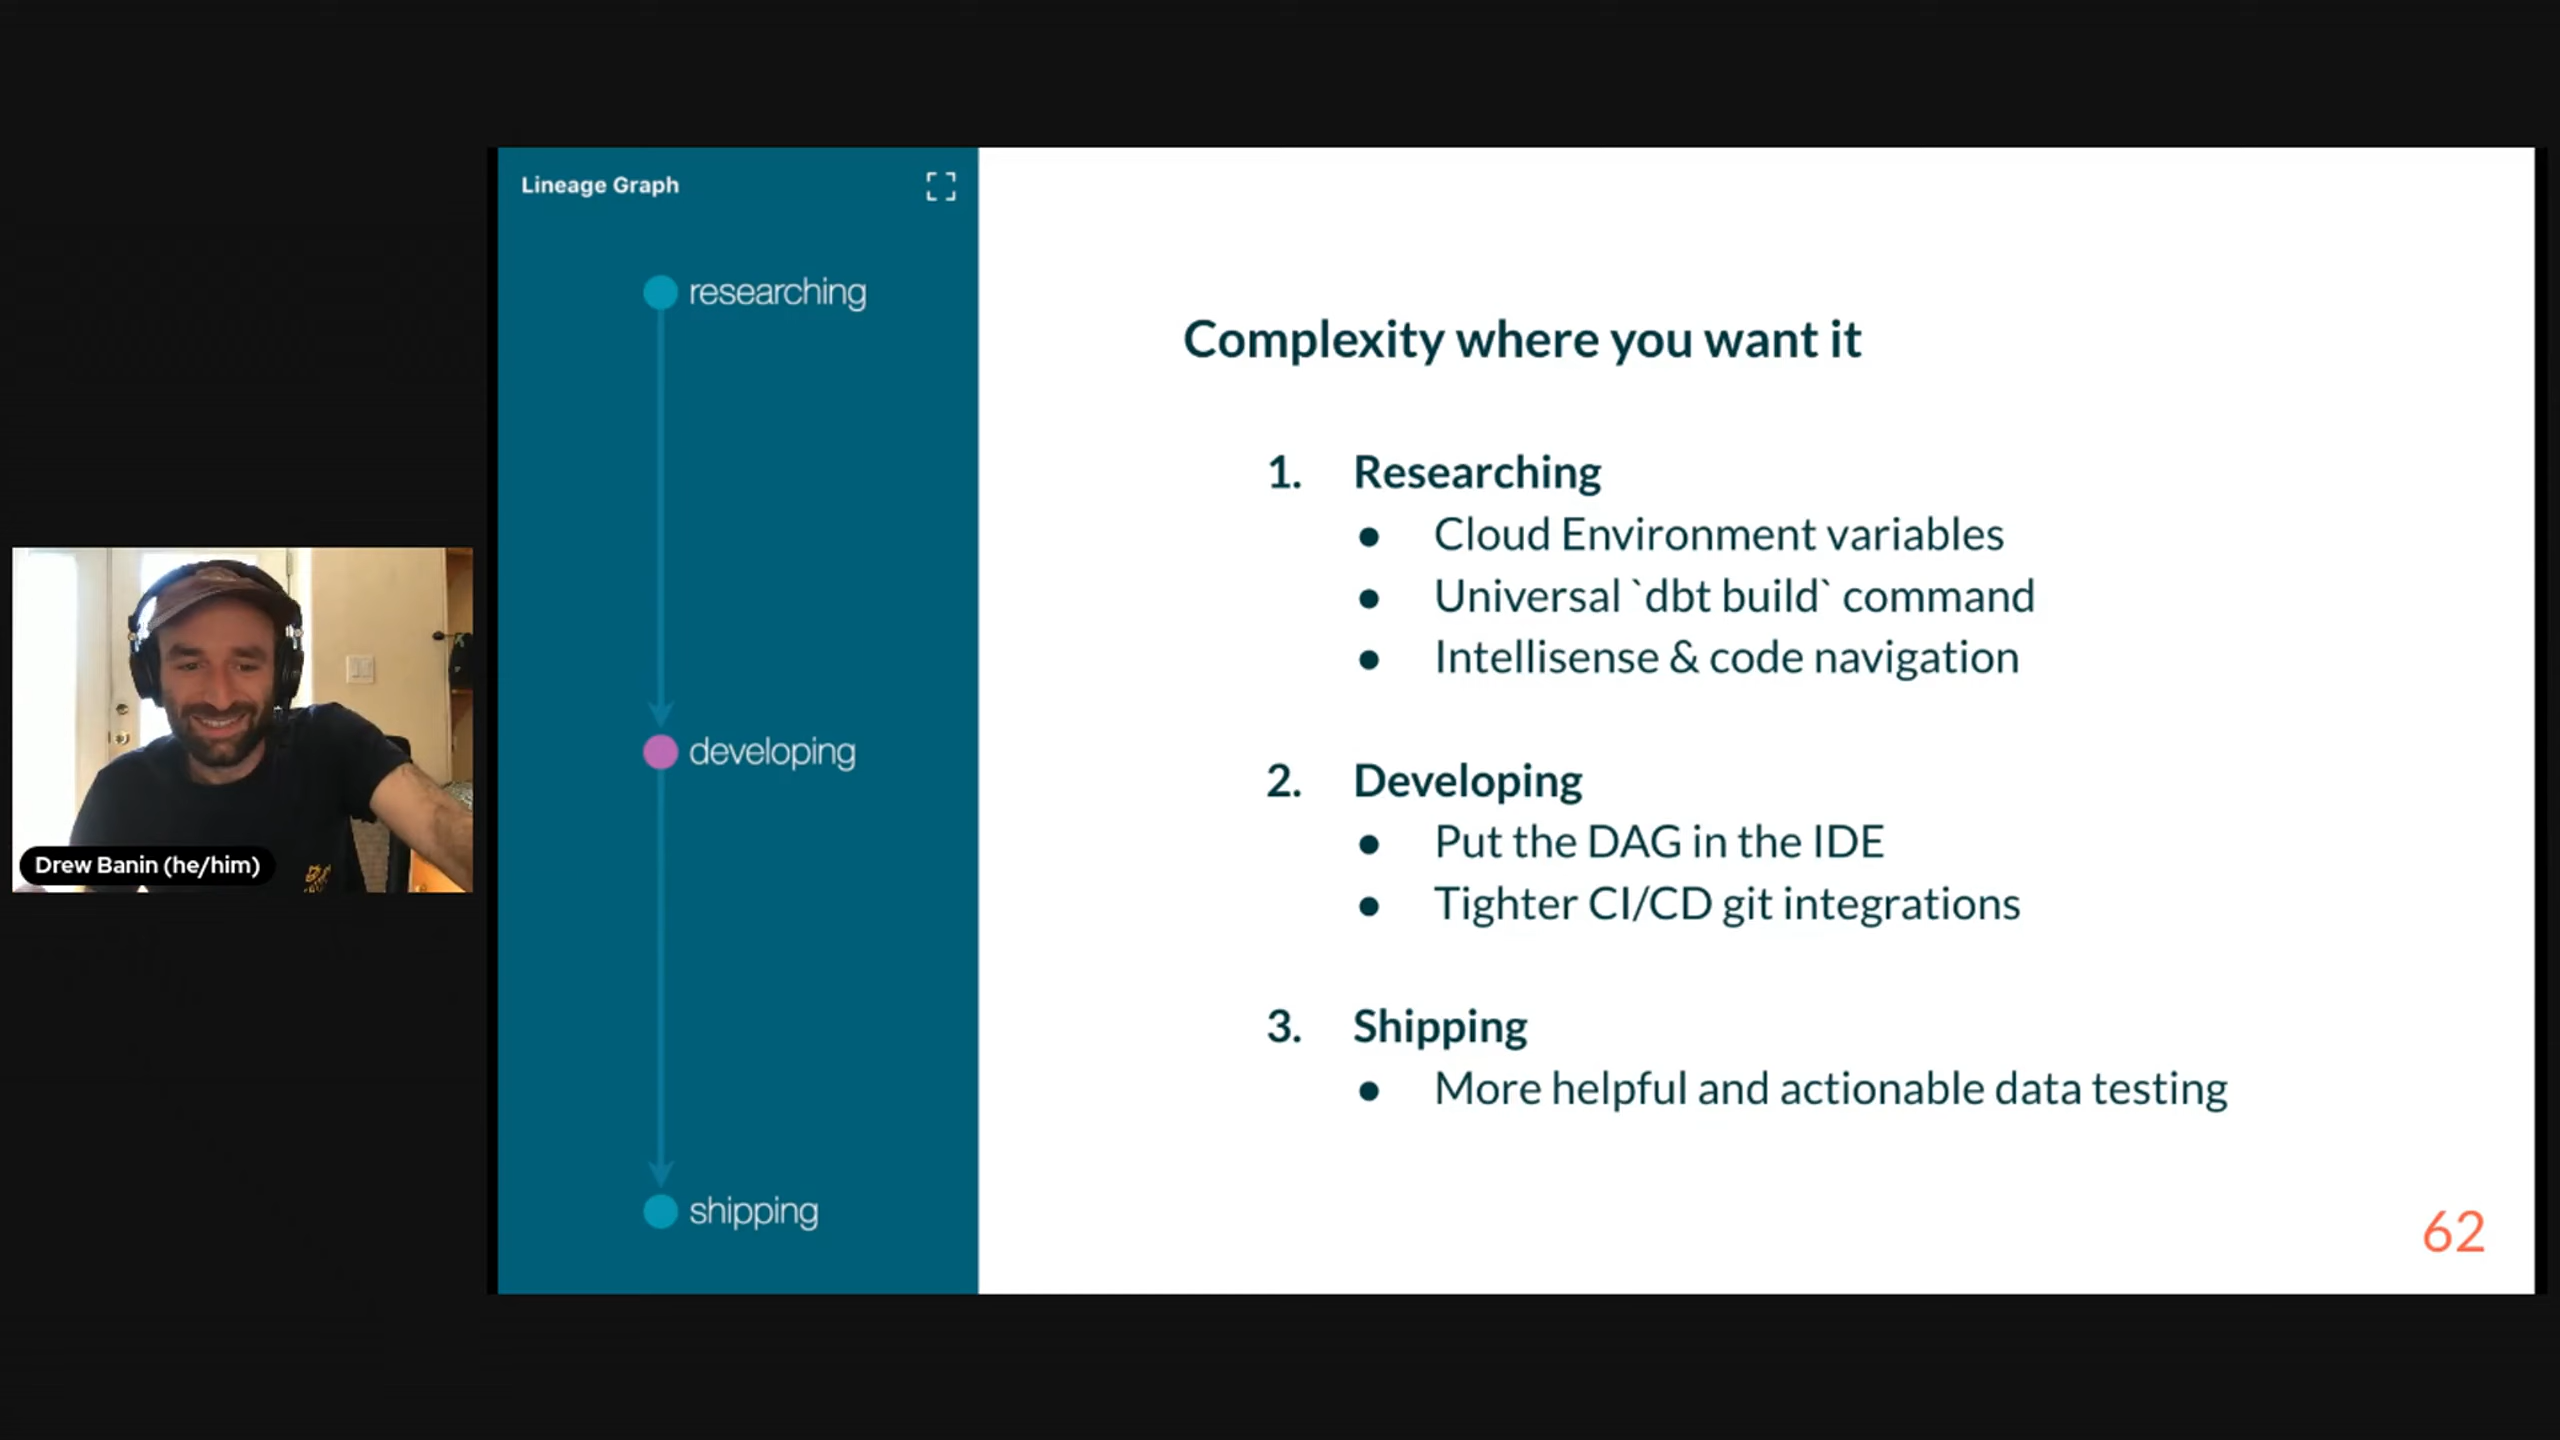 Lineage Graph
researching
developing
shipping
Complexity where you want it
1. Researching
● Cloud Environment variables
● Universal `dbt build` command
● Intellisense & code navigation
2. Developing
● Put the DAG in the IDE
● Tighter CI/CD git integrations
3. Shipping
● More helpful and actionable data testing
62
Drew Banin (he/him)